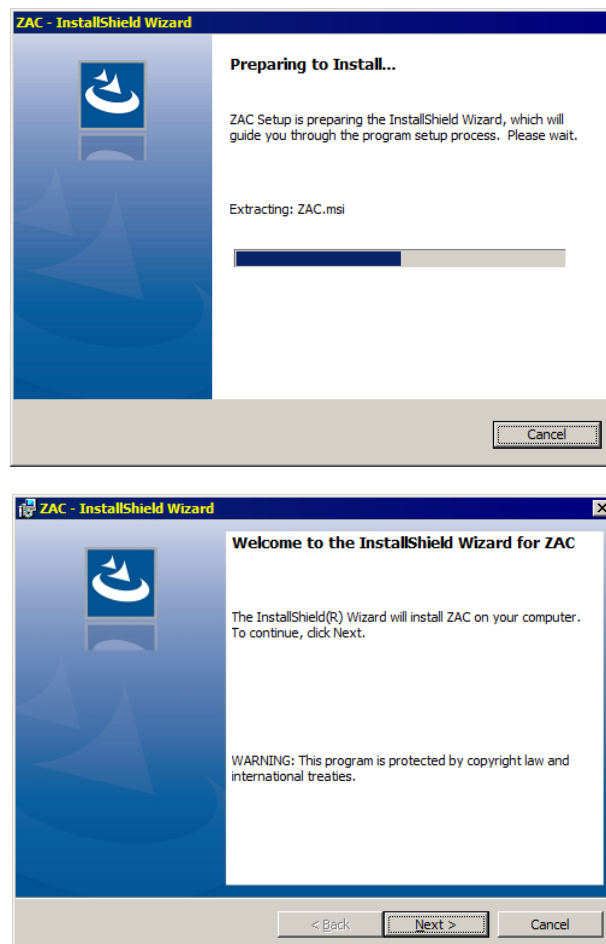 ZAC - InstallShield Wizard
Preparing to Install...
ZAC Setup is preparing the InstallShield Wizard, which will
guide you through the program setup process.  Please wait.
Extracting: ZAC.msi
Cancel
ZAC - InstallShield Wizard
Welcome to the InstallShield Wizard for ZAC
The InstallShield(R) Wizard will install ZAC on your computer.
To continue, click Next.
WARNING: This program is protected by copyright law and
international treaties.
< Back
Next >
Cancel